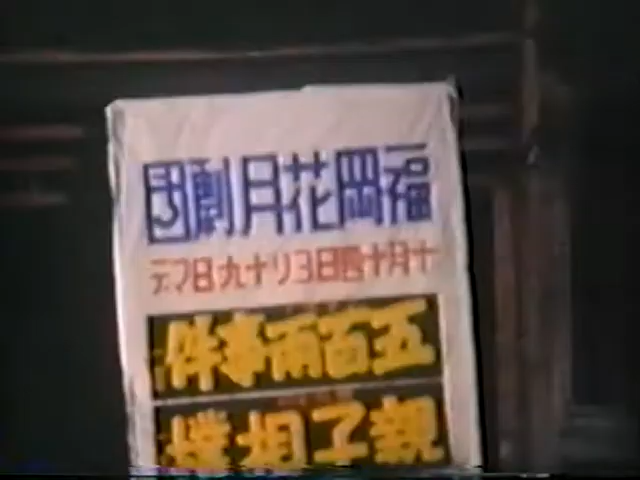 福岡花月劇団
十月十四日ヨリ十九日マデ
五百両事件
親子相撲